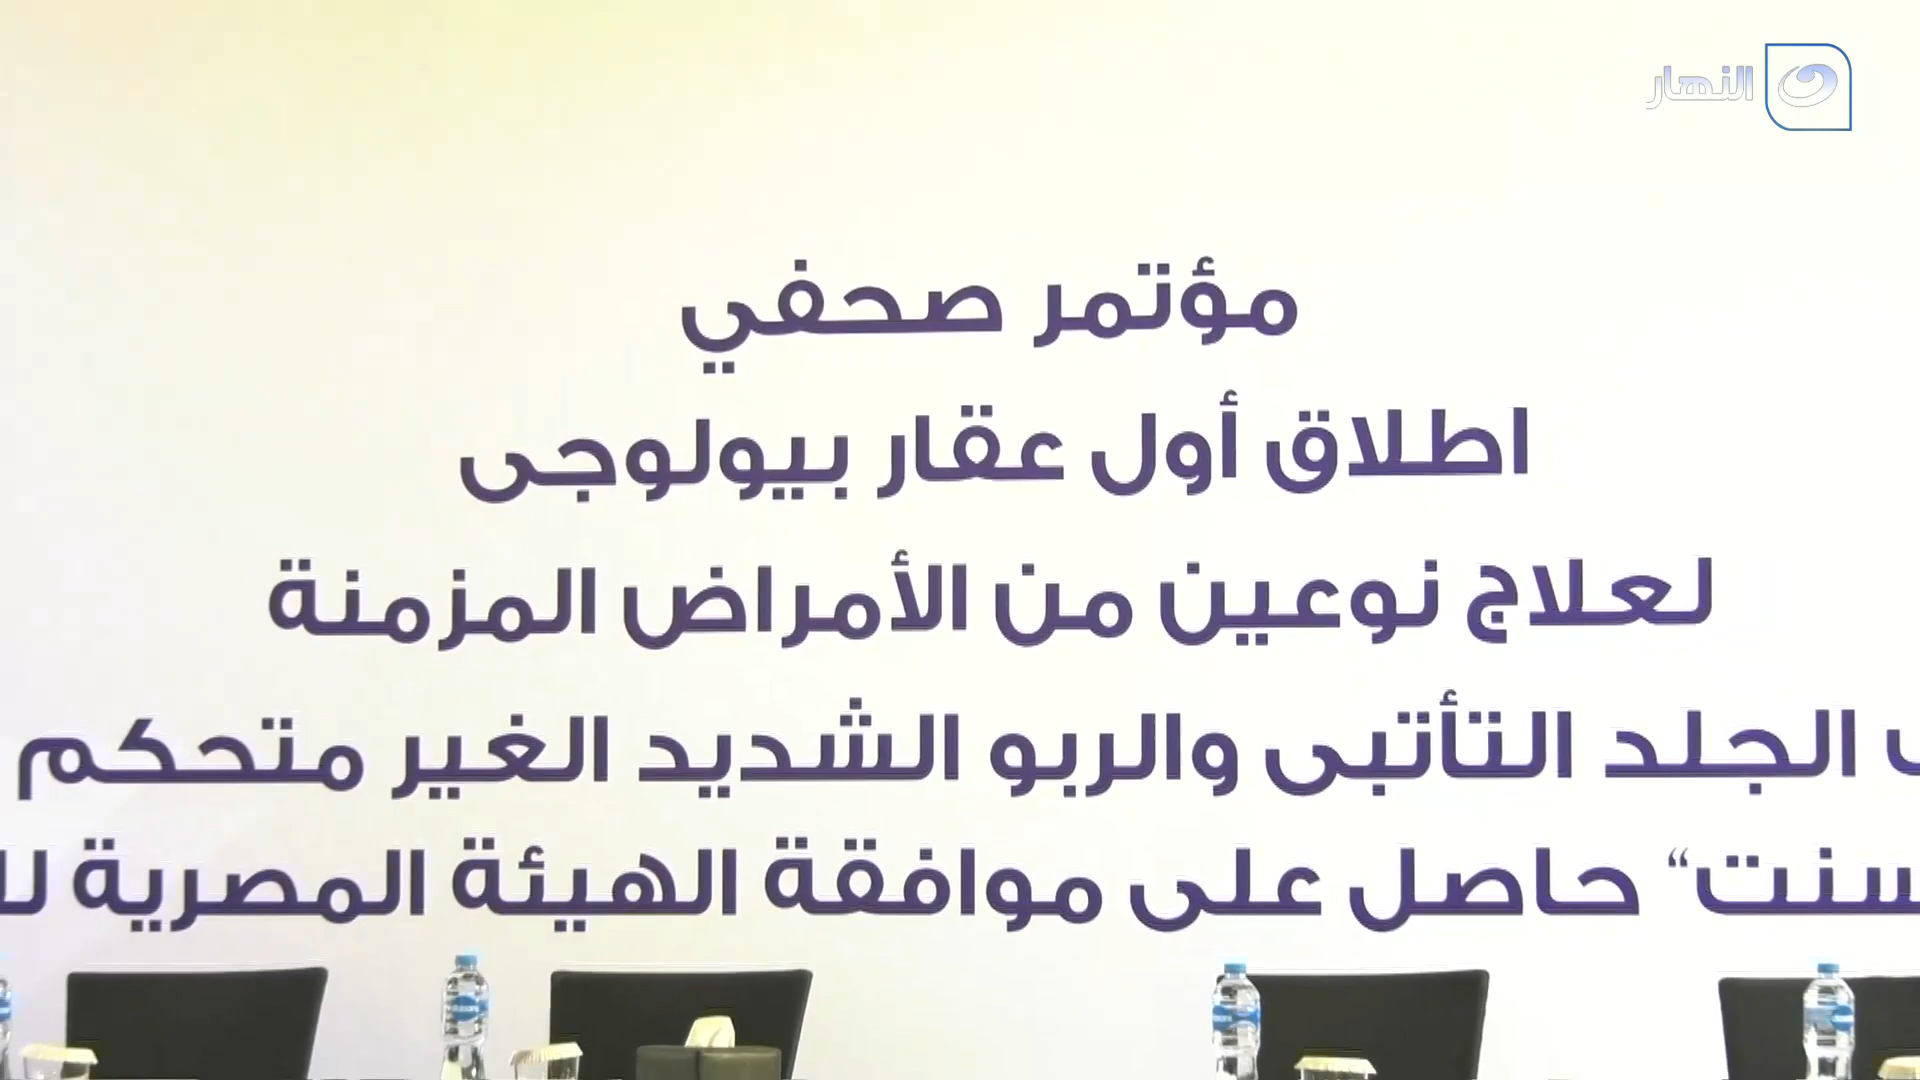 النهار
مؤتمر صحفي
اطلاق أول عقار بيولوجى
لعلاج نوعين من الأمراض المزمنة
الجلد التأتبى والربو الشديد الغير متحكم
حاصل على موافقة الهيئة المصرية